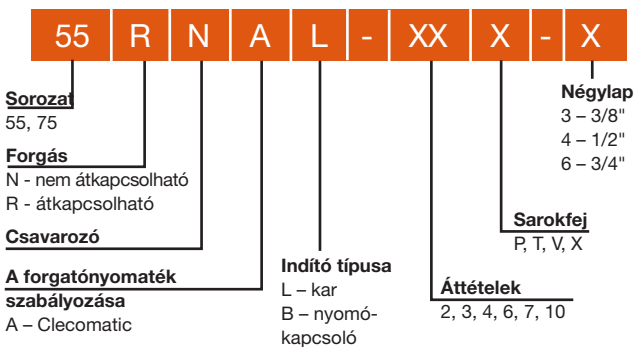 55 R N A L - XX X - X
Sorozat
55, 75
Forgás
N - nem átkapcsolható
R - átkapcsolható
Csavarozó
A forgatónyomaték
szabályozása
A – Clecomatic
Indító típusa
L – kar
B – nyomó-
kapcsoló
Áttételek
2, 3, 4, 6, 7, 10
Sarokfej
P, T, V, X
Négylap
3 – 3/8"
4 – 1/2"
6 – 3/4"